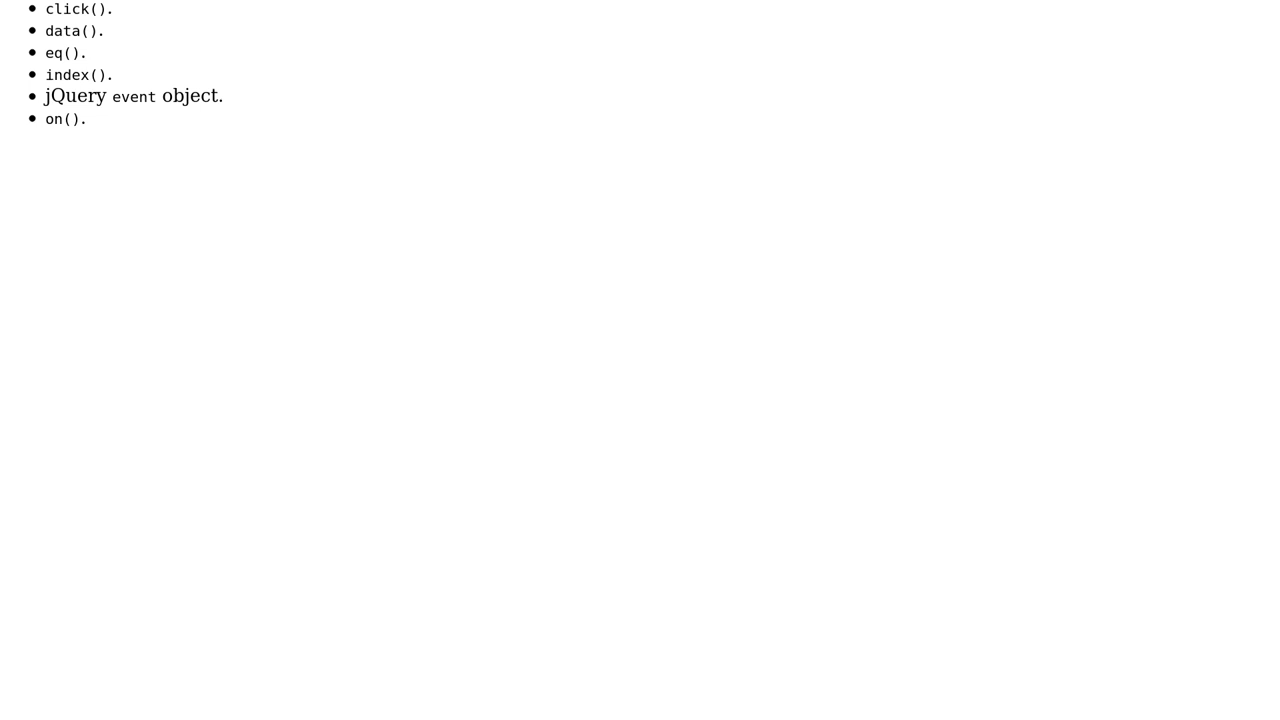 • click().
• data().
• eq().
• index().
• jQuery event object.
• on().